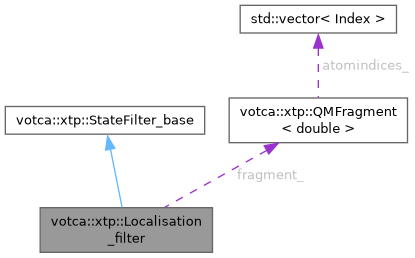 std::vector< Index >
atomindices_
votca::xtp::StateFilter_base
votca::xtp::QMFragment
< double >
fragment_
votca::xtp::Localisation
_filter